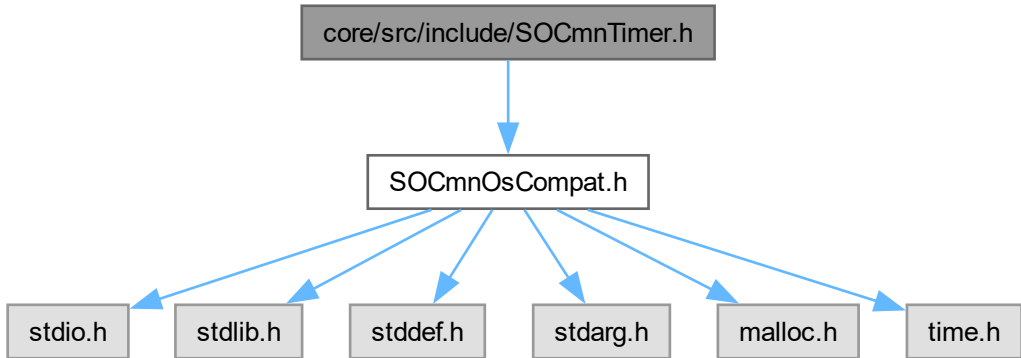 core/src/include/SOCmnTimer.h
SOCmnOsCompat.h
stdio.h
stdlib.h
stddef.h
stdarg.h
malloc.h
time.h